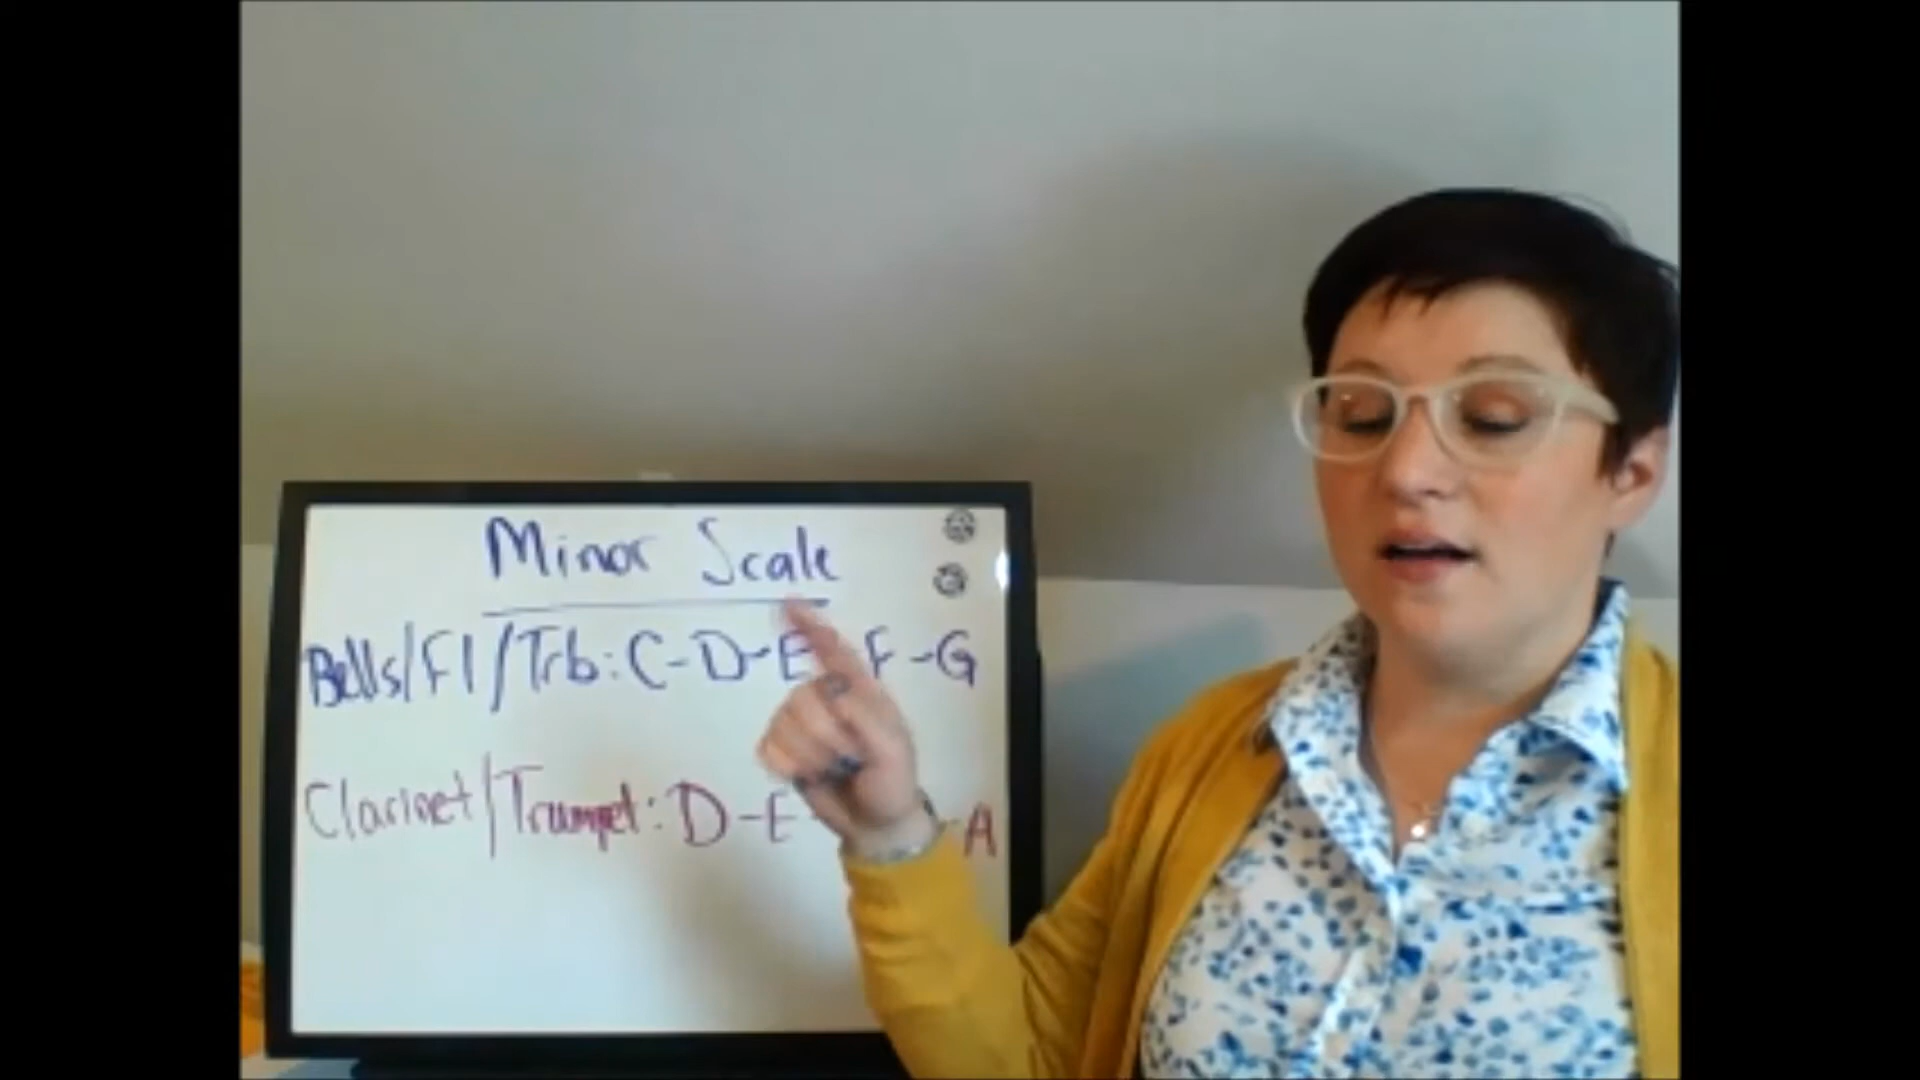 Minor Scale
Bells/Fl/Trb: C-D-E F-G
Clarinet/Trumpet: D-E- -A